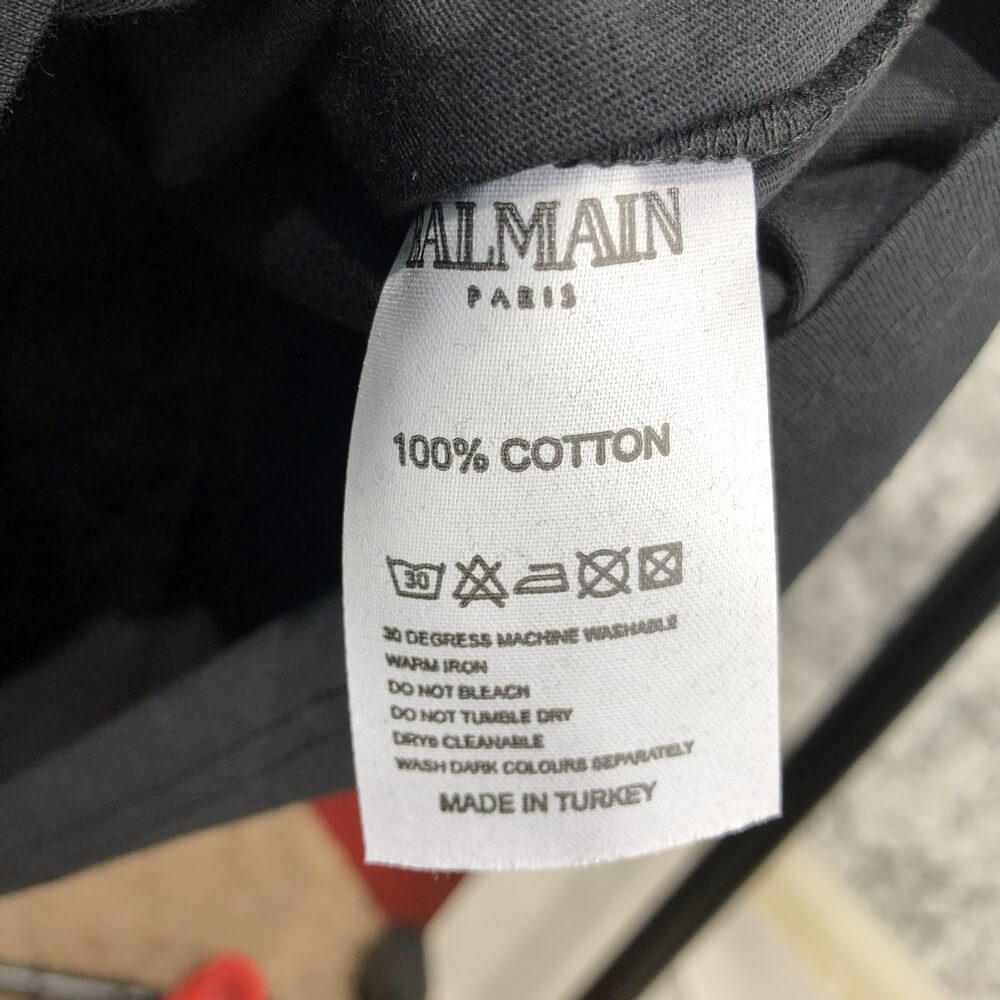 BALMAIN
PARIS
100% COTTON
30
30 DEGRESS MACHINE WASHABLE
WARM IRON
DO NOT BLEACH
DO NOT TUMBLE DRY
DRYS CLEANABLE
WASH DARK COLOURS SEPARATELY
MADE IN TURKEY